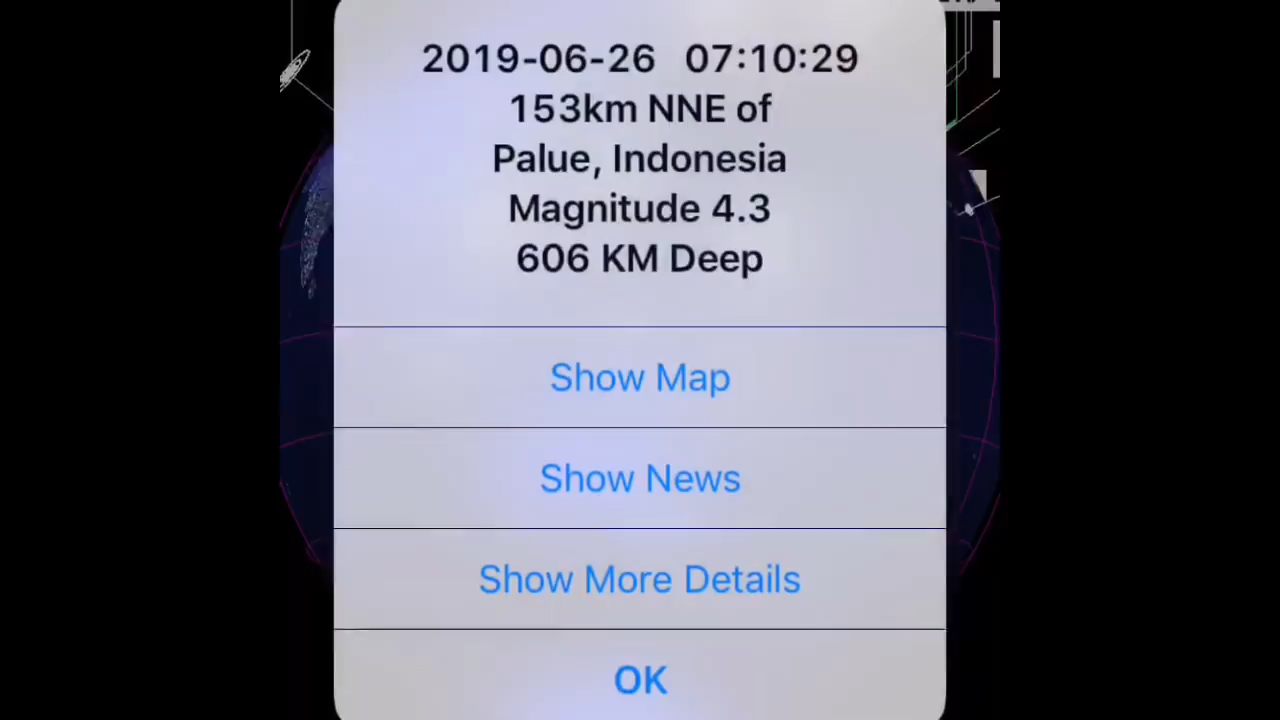 2019-06-26 07:10:29
153km NNE of
Palue, Indonesia
Magnitude 4.3
606 KM Deep
Show Map
Show News
Show More Details
OK